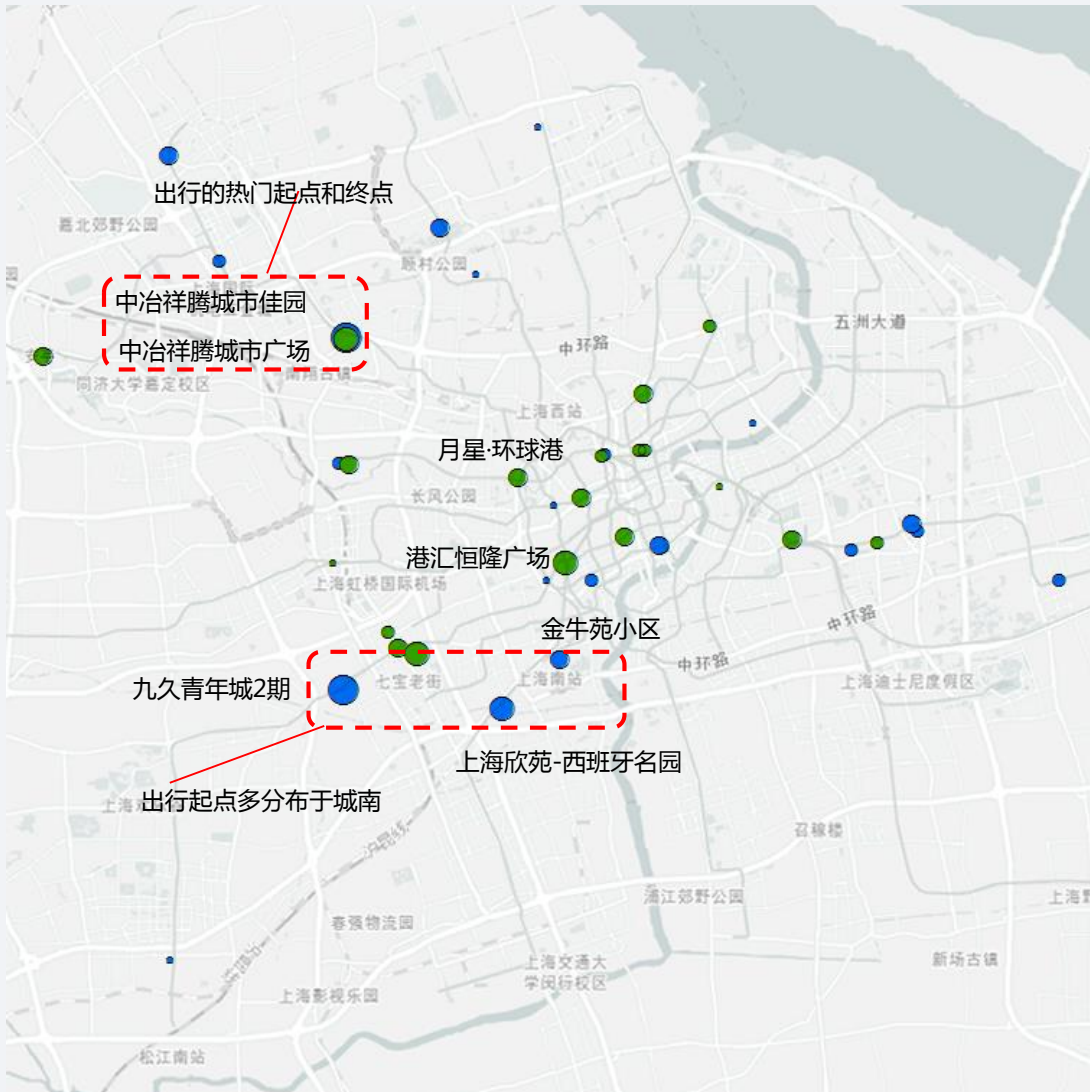 出行的热门起点和终点
嘉北郊野公园
顾村公园
中冶祥腾城市佳园
五洲大道
中冶祥腾城市广场
中环路
同济大学嘉定校区
南翔古镇
上海西站
月星·环球港
长风公园
港汇恒隆广场
上海虹桥国际机场
金牛苑小区
中环路
中环路
九久青年城2期
七宝老街
上海南站
上海迪士尼度假区
上海欣苑-西班牙名园
出行起点多分布于城南
召稼楼
沪昆线
浦江郊野公园
春强物流园
上海交通大
学闵行校区
新场古镇
上海影视乐园
松江南站